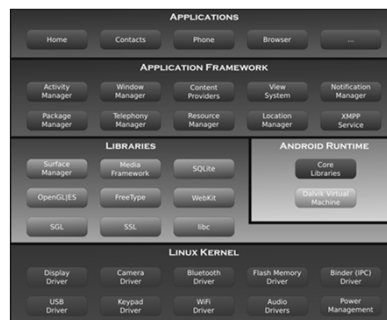 APPLICATIONS
Home Contacts Phone Browser ...
APPLICATION FRAMEWORK
Activity Manager Window Manager Content Providers View System Notification Manager
Package Manager Telephony Manager Resource Manager Location Manager XMPP Service
LIBRARIES
Surface Manager Media Framework SQLite
OpenGL|ES FreeType WebKit
SGL SSL libc
ANDROID RUNTIME
Core Libraries
Dalvik Virtual Machine
LINUX KERNEL
Display Driver Camera Driver Bluetooth Driver Flash Memory Driver Binder (IPC) Driver
USB Driver Keypad Driver WiFi Driver Audio Drivers Power Management